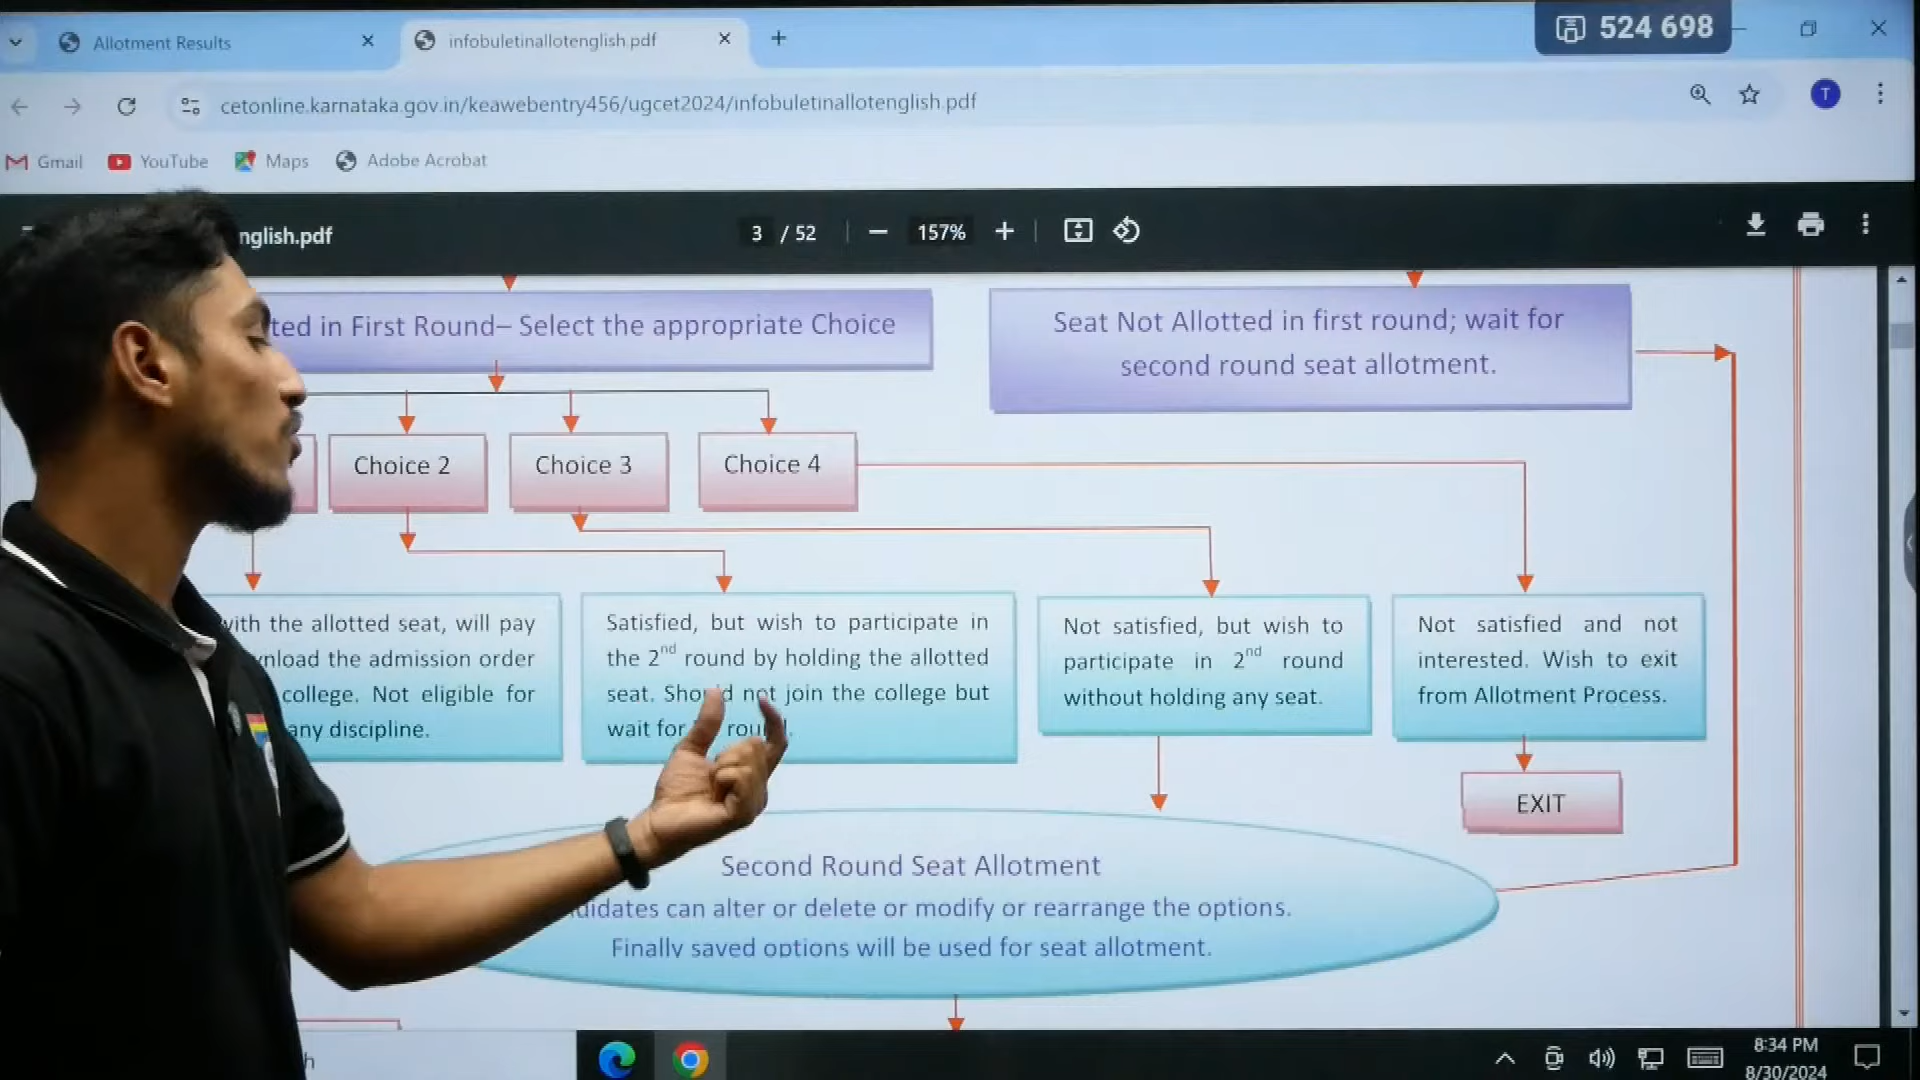 Allotment Results
infobuletinallotenglish.pdf
524 698
cetonline.karnataka.gov.in/keawebentry456/ugcet2024/infobuletinallotenglish.pdf
T
Gmail
YouTube
Maps
Adobe Acrobat
nglish.pdf
3 / 52
157%
ted in First Round– Select the appropriate Choice
Seat Not Allotted in first round; wait for
second round seat allotment.
Choice 2
Choice 3
Choice 4
with the allotted seat, will pay
nload the admission order
college. Not eligible for
any discipline.
Satisfied, but wish to participate in
the 2nd round by holding the allotted
seat. Should not join the college but
wait for round.
Not satisfied, but wish to
participate in 2nd round
without holding any seat.
Not satisfied and not
interested. Wish to exit
from Allotment Process.
EXIT
Second Round Seat Allotment
didates can alter or delete or modify or rearrange the options.
Finally saved options will be used for seat allotment.
h
8:34 PM
8/30/2024